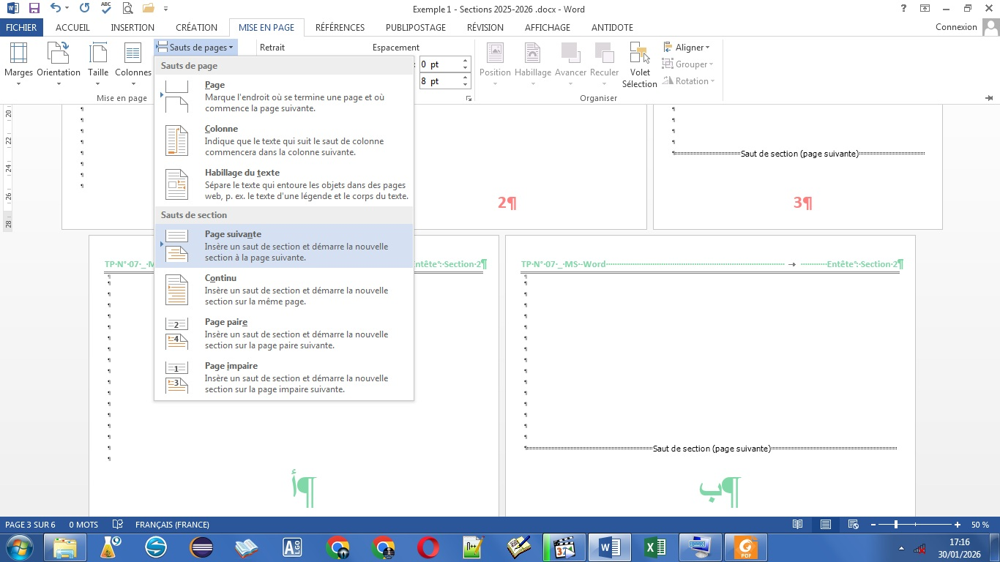 Exemple 1 - Sections 2025-2026 .docx - Word
FICHIER ACCUEIL INSERTION CRÉATION MISE EN PAGE RÉFÉRENCES PUBLIPOSTAGE RÉVISION AFFICHAGE ANTIDOTE Connexion
Sauts de pages Retrait Espacement
Marges Orientation Taille Colonnes
0 pt
8 pt
Position Habillage Avancer Reculer Volet Sélection
Aligner
Grouper
Rotation
Mise en page Organiser
Sauts de page
Page
Marque l'endroit où se termine une page et où
commence la page suivante.
Colonne
Indique que le texte qui suit le saut de colonne
commencera dans la colonne suivante.
Habillage du texte
Sépare le texte qui entoure les objets dans des pages
web, p. ex. le texte d'une légende et le corps du texte.
Sauts de section
Page suivante
Insère un saut de section et démarre la nouvelle
section à la page suivante.
Continu
Insère un saut de section et démarre la nouvelle
section sur la même page.
Page paire
Insère un saut de section et démarre la nouvelle
section sur la page paire suivante.
Page impaire
Insère un saut de section et démarre la nouvelle
section sur la page impaire suivante.
20
22
24
26
28
Saut de section (page suivante)
2¶
3¶
TP·N°·07·_·M ntête°:·Section·2¶
TP·N°·07·_·MS·-Word → Entête°:·Section·2¶
Saut de section (page suivante)
أ¶
ب¶
PAGE 3 SUR 6 0 MOTS FRANÇAIS (FRANCE) 50 %
17:16
30/01/2026